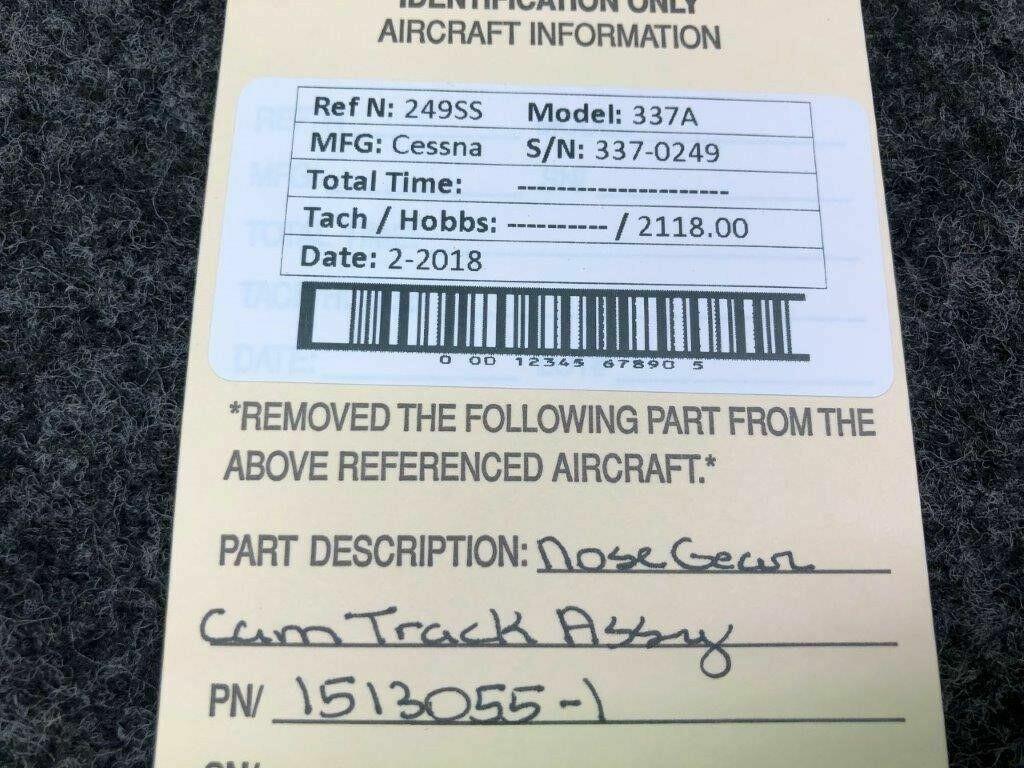 IDENTIFICATION ONLY
AIRCRAFT INFORMATION
Ref N: 249SS Model: 337A
MFG: Cessna S/N: 337-0249
Total Time: ---------------------
Tach / Hobbs: ---------- / 2118.00
Date: 2-2018
0 00 12345 67890 5
*REMOVED THE FOLLOWING PART FROM THE
ABOVE REFERENCED AIRCRAFT.*
PART DESCRIPTION: Nose Gear
Cam Track Assy
PN/ 1513055-1